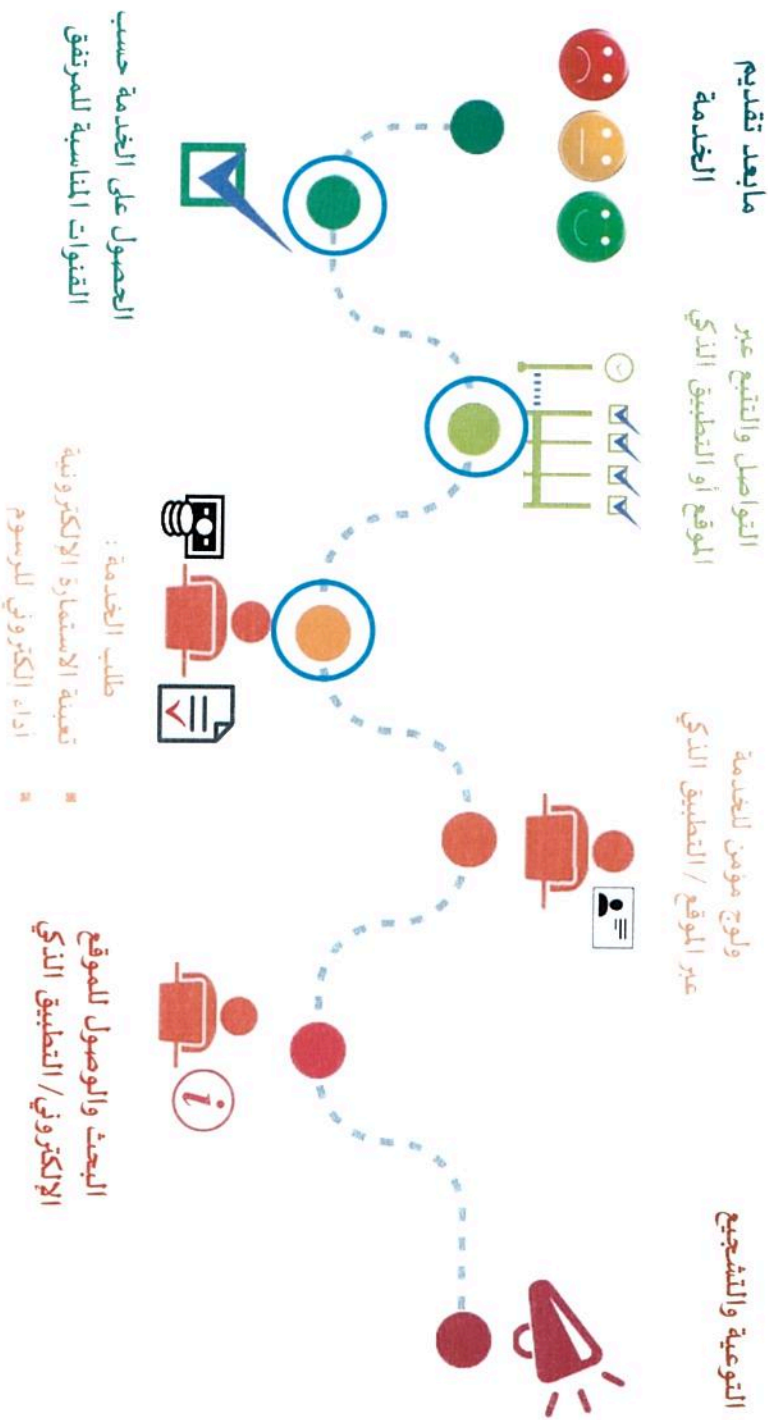 التوعية والتشجيع
البحث والوصول للموقع
الإلكتروني/ التطبيق الذكي
ولوج مؤمن للخدمة
عبر الموقع / التطبيق الذكي
طلب الخدمة :
▪ تعبئة الاستمارة الإلكترونية
▪ أداء إلكتروني للرسوم
التواصل والتتبع عبر
الموقع أو التطبيق الذكي
الحصول على الخدمة حسب
القنوات المناسبة للمرتفق
مابعد تقديم
الخدمة
i